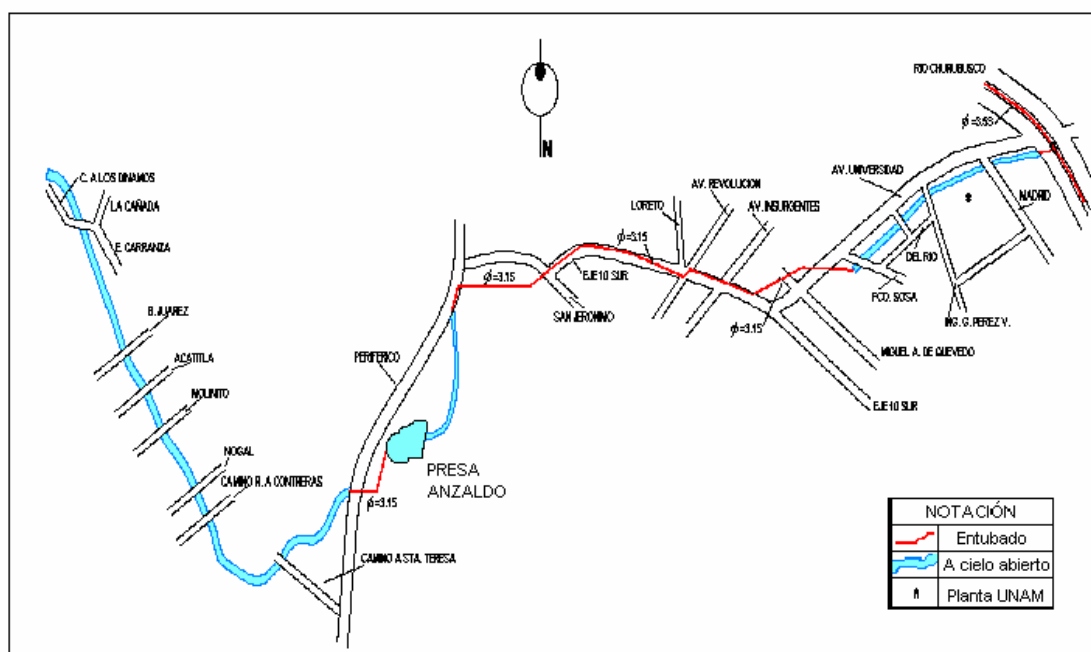 RIO CHURUBUSCO
ϕ=3.53
N
C. A LOS DINAMOS
LA CAÑADA
E. CARRANZA
AV. UNIVERSIDAD
AV. REVOLUCION
LORETO
AV. INSURGENTES
MADRID
ϕ=3.15
DEL RIO
EJE 10 SUR
ϕ=3.15
FCO. SOSA
SAN JERONIMO
ϕ=3.15
ING. G. PEREZ V.
B. JUAREZ
MIGUEL A. DE QUEVEDO
ACATITLA
PERIFERICO
MOLINITO
EJE 10 SUR
NOGAL
PRESA
ANZALDO
CAMINO R. A CONTRERAS
ϕ=3.15
CAMINO A STA. TERESA
NOTACIÓN
Entubado
A cielo abierto
Planta UNAM